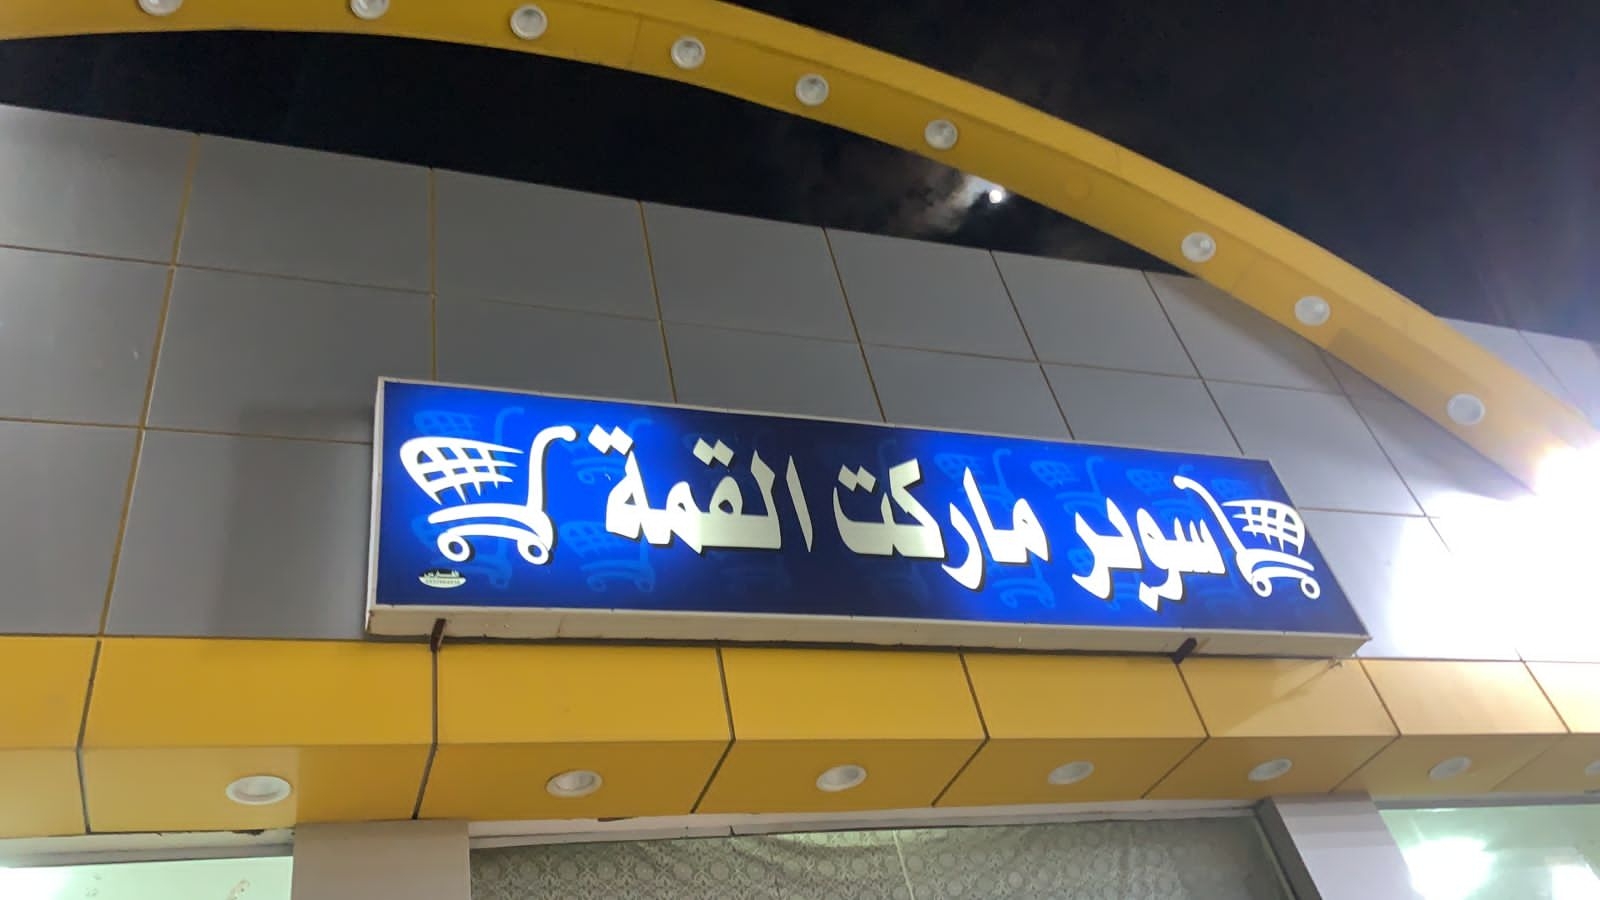 سوبر ماركت القمة